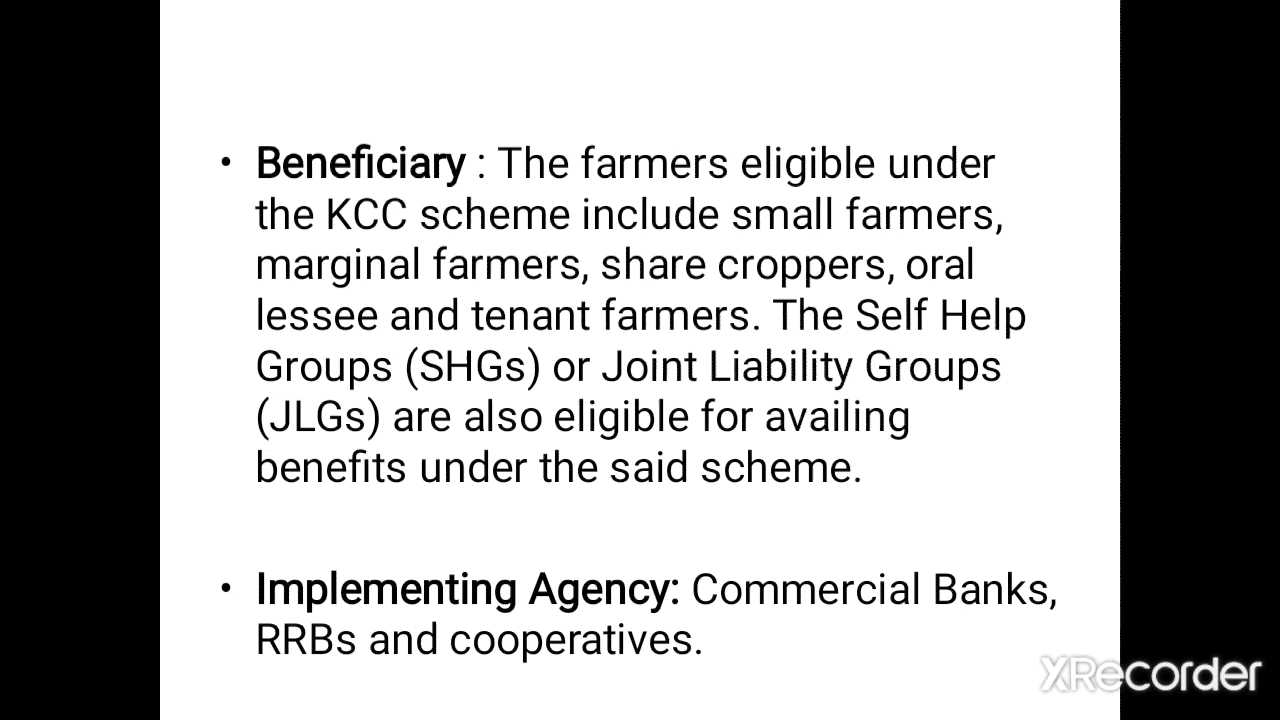 • Beneficiary : The farmers eligible under
the KCC scheme include small farmers,
marginal farmers, share croppers, oral
lessee and tenant farmers. The Self Help
Groups (SHGs) or Joint Liability Groups
(JLGs) are also eligible for availing
benefits under the said scheme.
• Implementing Agency: Commercial Banks,
RRBs and cooperatives.
XRecorder